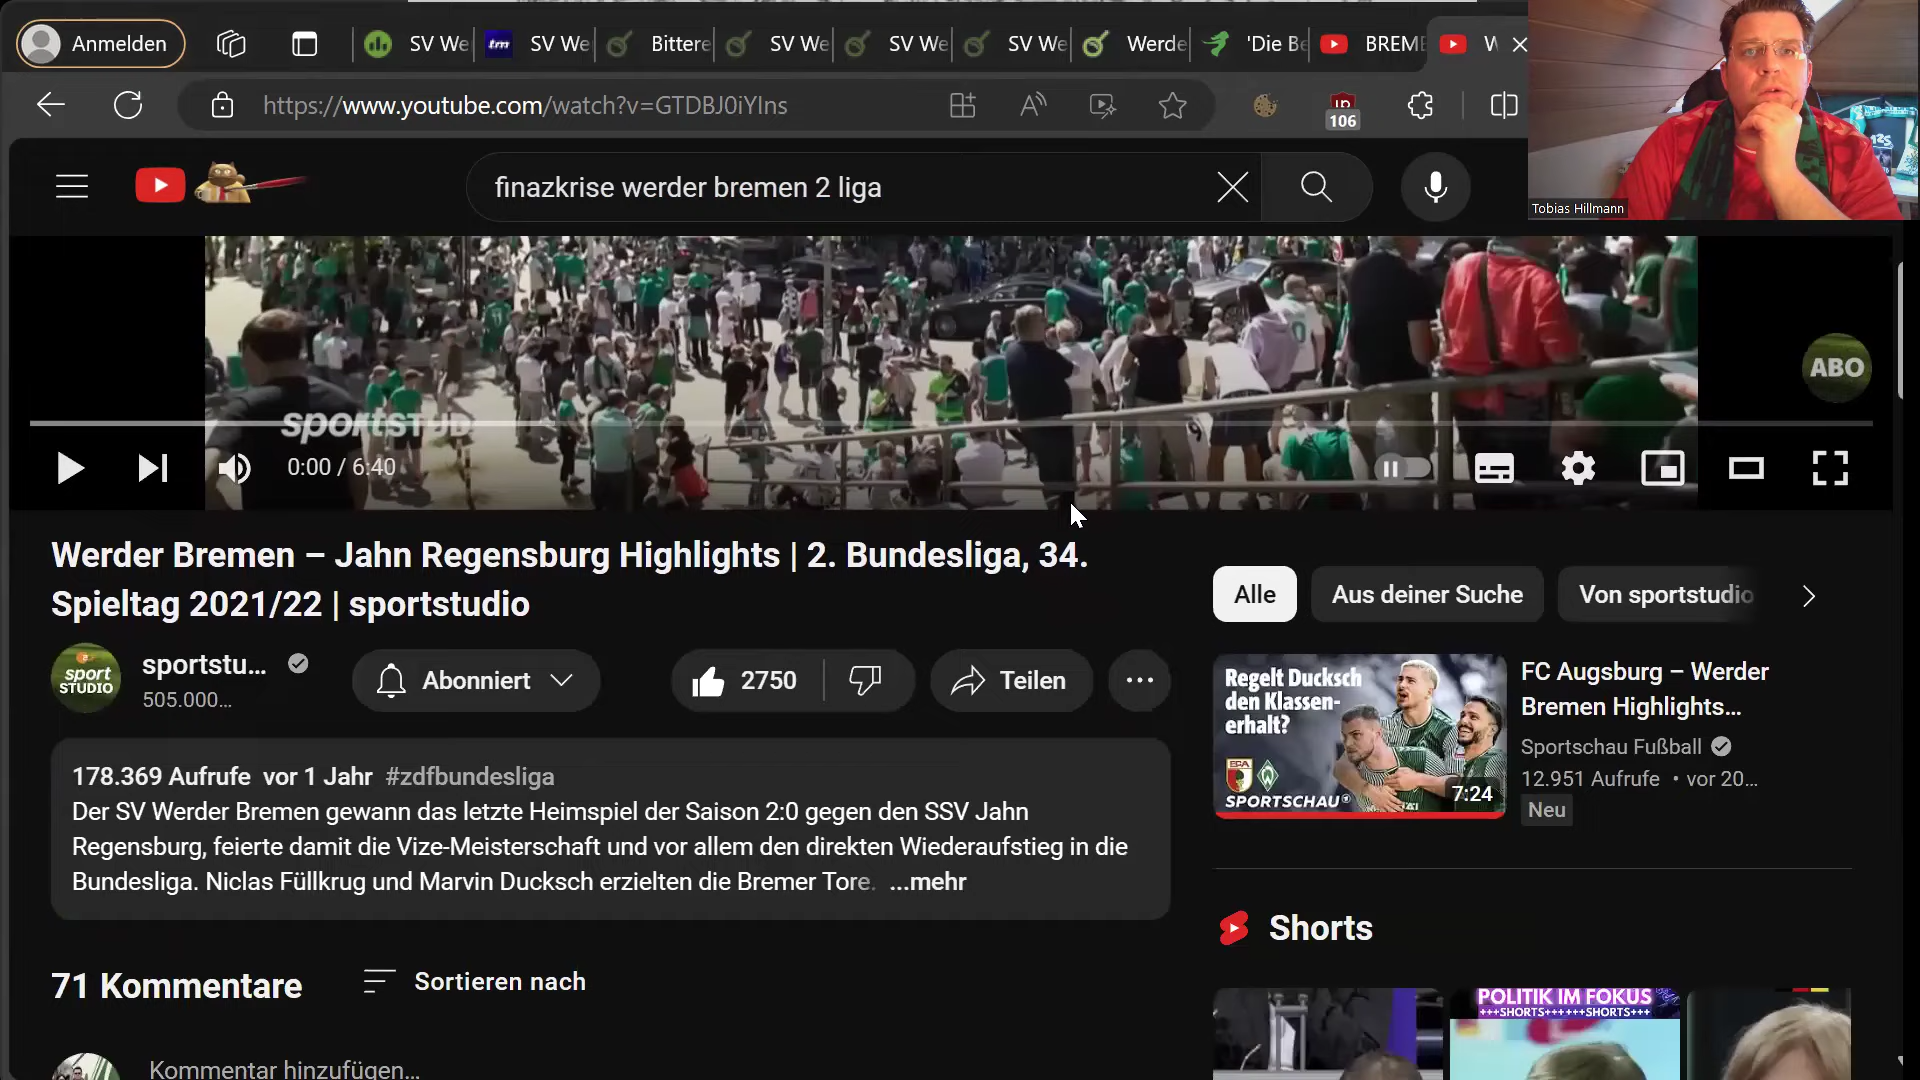 Anmelden
SV We
tm
SV We
Bittere
SV We
SV We
SV We
Werde
'Die Be
BREME
W
https://www.youtube.com/watch?v=GTDBJ0iYIns
106
finazkrise werder bremen 2 liga
Tobias Hillmann
ABO
sportSTUD
0:00 / 6:40
Werder Bremen – Jahn Regensburg Highlights | 2. Bundesliga, 34.
Spieltag 2021/22 | sportstudio
sport
STUDIO
sportstu...
505.000...
Abonniert
2750
Teilen
178.369 Aufrufe vor 1 Jahr #zdfbundesliga
Der SV Werder Bremen gewann das letzte Heimspiel der Saison 2:0 gegen den SSV Jahn
Regensburg, feierte damit die Vize-Meisterschaft und vor allem den direkten Wiederaufstieg in die
Bundesliga. Niclas Füllkrug und Marvin Ducksch erzielten die Bremer Tore. ...mehr
71 Kommentare
Sortieren nach
Kommentar hinzufügen...
Alle
Aus deiner Suche
Von sportstudio
Regelt Ducksch
den Klassen-
erhalt?
SPORTSCHAU
7:24
FC Augsburg – Werder
Bremen Highlights...
Sportschau Fußball
12.951 Aufrufe • vor 20...
Neu
Shorts
POLITIK IM FOKUS
+++SHORTS+++++SHORTS+++